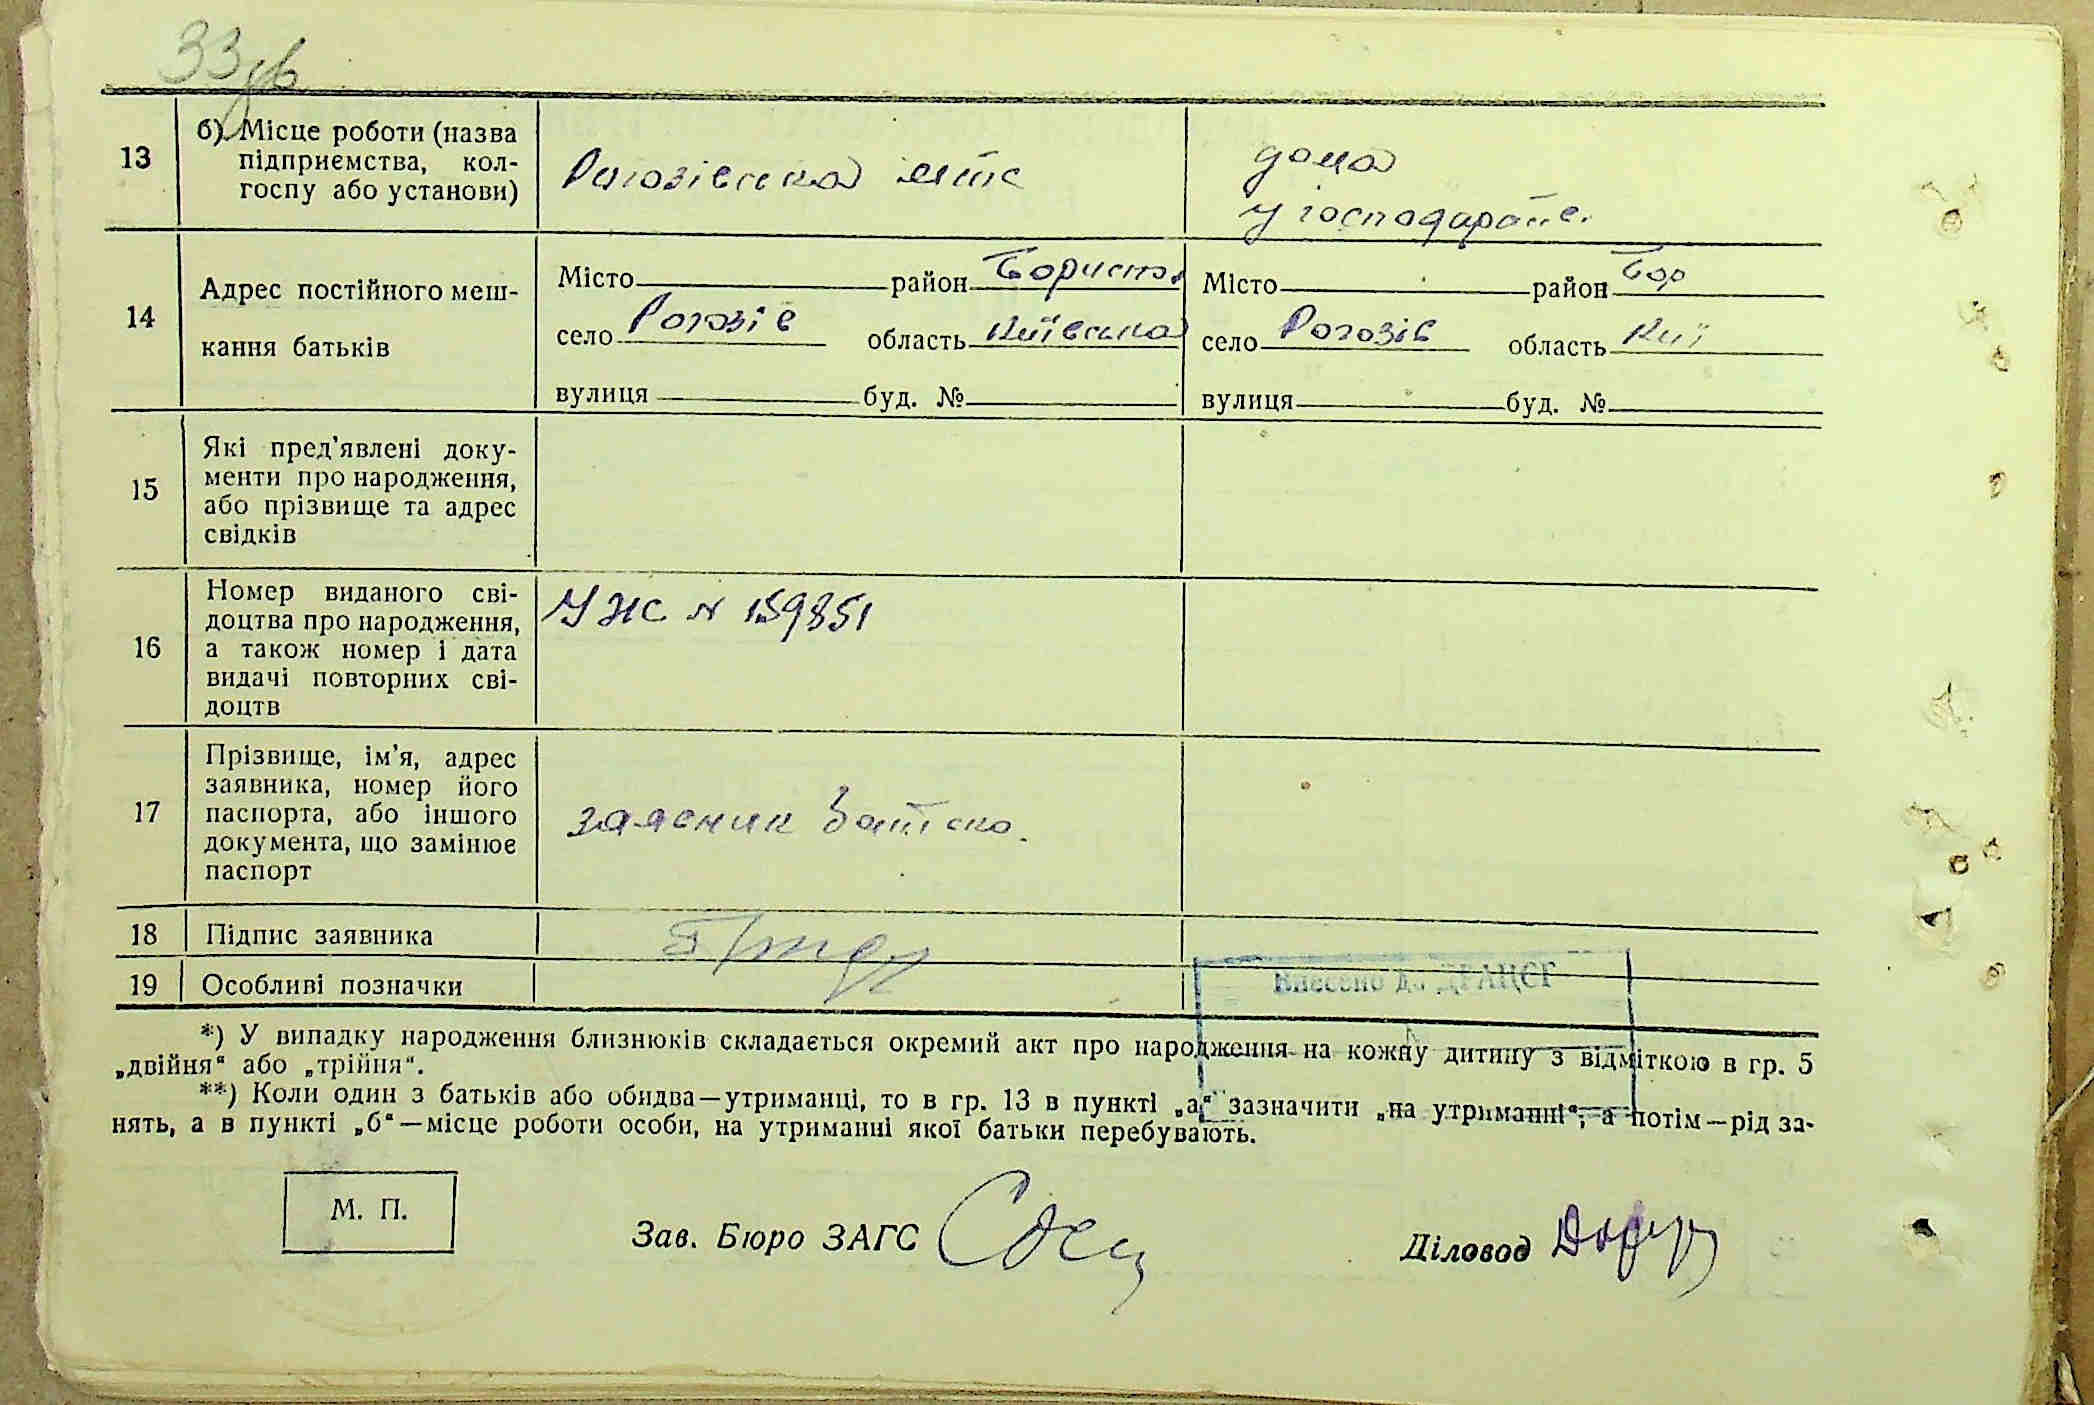 33 зв
13
б) Місце роботи (назва
підприємства, кол-
госпу або установи)
Рогозівська мтс
дома
у господарстві
14
Адрес постійного меш-
кання батьків
Місто район Бориспо.
село Рогозів область Київська
вулиця буд. №
Місто район Бор
село Рогозів область Киї
вулиця буд. №
15
Які пред'явлені доку-
менти про народження,
або прізвище та адрес
свідків
16
Номер виданого сві-
доцтва про народження,
а також номер і дата
видачі повторних сві-
доцтв
УЖС № 159851
17
Прізвище, ім'я, адрес
заявника, номер його
паспорта, або іншого
документа, що замінює
паспорт
заявник батько.
18 Підпис заявника
19 Особливі позначки
Внесено до ДРАЦСГ
*) У випадку народження близнюків складається окремий акт про народження на кожну дитину з відміткою в гр. 5
„двійня“ або „трійня“.
**) Коли один з батьків або обидва—утриманці, то в гр. 13 в пункті „а“ зазначити „на утриманні“, а потім—рід за-
нять, а в пункті „б“—місце роботи особи, на утриманні якої батьки перебувають.
М. П.
Зав. Бюро ЗАГС
Діловод